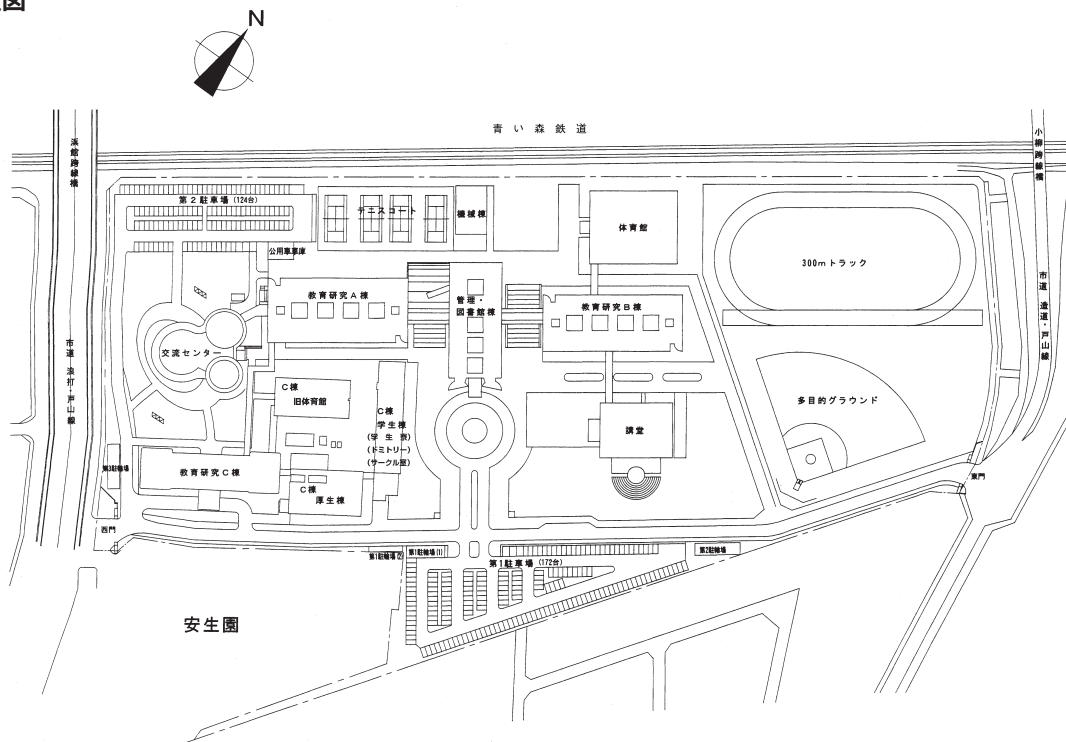 図
N
青い森鉄道
浜館跨線橋
小柳跨線橋
第2駐車場(124台)
テニスコート
機械棟
体育館
300mトラック
公用車車庫
教育研究A棟
管理・
図書館棟
教育研究B棟
市道 造道・戸山線
交流センター
市道 浪打・戸山線
C棟
旧体育館
C棟
学生棟
(学生寮)
(ドミトリー)
(サークル室)
講堂
多目的グラウンド
第3駐輪場
教育研究C棟
C棟
厚生棟
東門
西門
第1駐輪場(2)
第1駐輪場(1)
第1駐車場(172台)
第2駐輪場
安生園